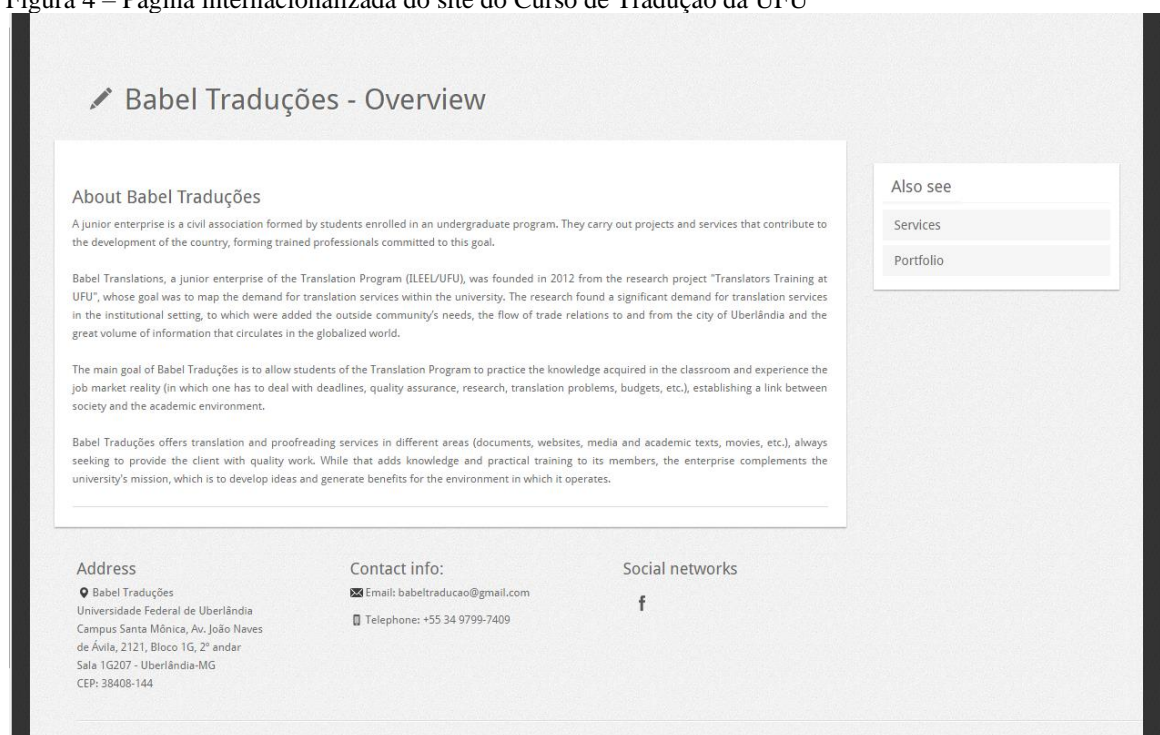 Figura 4 – Página internacionalizada do site do Curso de Tradução da UFU
Babel Traduções - Overview
About Babel Traduções
A junior enterprise is a civil association formed by students enrolled in an undergraduate program. They carry out projects and services that contribute to
the development of the country, forming trained professionals committed to this goal.
Babel Translations, a junior enterprise of the Translation Program (ILEEL/UFU), was founded in 2012 from the research project "Translators Training at
UFU", whose goal was to map the demand for translation services within the university. The research found a significant demand for translation services
in the institutional setting, to which were added the outside community's needs, the flow of trade relations to and from the city of Uberlândia and the
great volume of information that circulates in the globalized world.
The main goal of Babel Traduções is to allow students of the Translation Program to practice the knowledge acquired in the classroom and experience the
job market reality (in which one has to deal with deadlines, quality assurance, research, translation problems, budgets, etc.), establishing a link between
society and the academic environment.
Babel Traduções offers translation and proofreading services in different areas (documents, websites, media and academic texts, movies, etc.), always
seeking to provide the client with quality work. While that adds knowledge and practical training to its members, the enterprise complements the
university's mission, which is to develop ideas and generate benefits for the environment in which it operates.
Also see
Services
Portfolio
Address
Babel Traduções
Universidade Federal de Uberlândia
Campus Santa Mônica, Av. João Naves
de Ávila, 2121, Bloco 1G, 2º andar
Sala 1G207 - Uberlândia-MG
CEP: 38408-144
Contact info:
Email: babeltraducao@gmail.com
Telephone: +55 34 9799-7409
Social networks
f